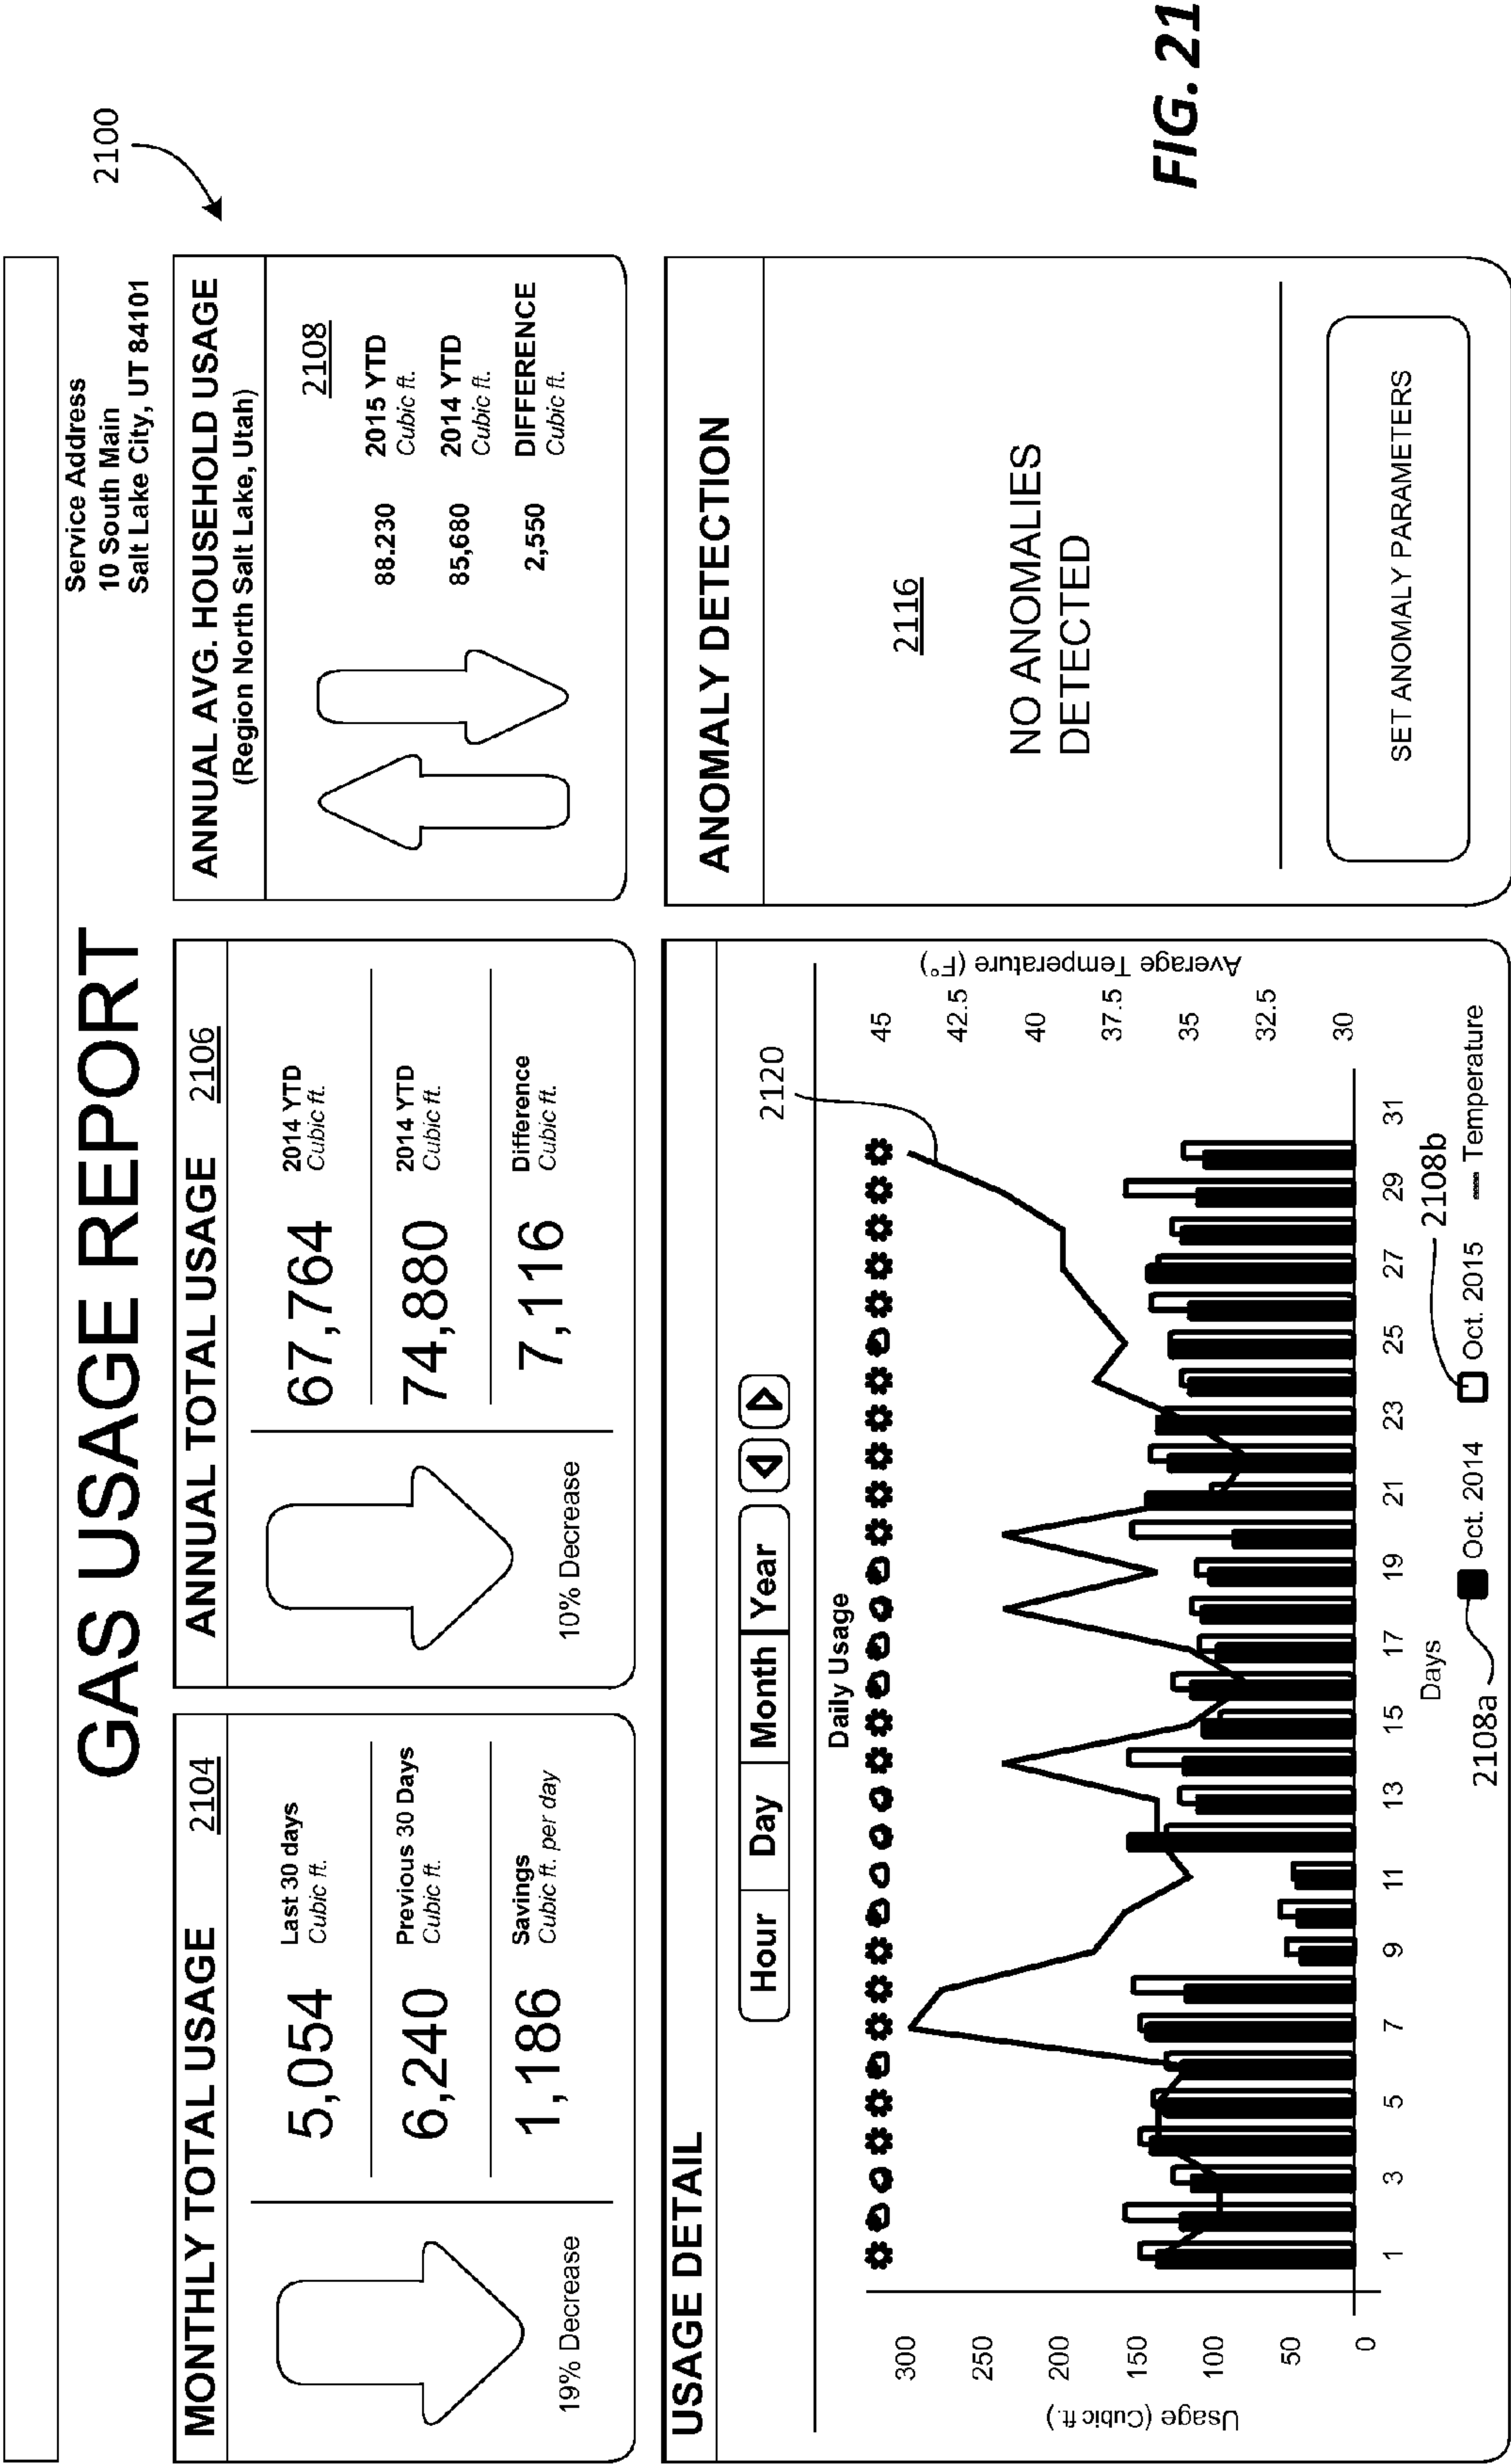 2100
GAS USAGE REPORT
Service Address
10 South Main
Salt Lake City, UT 84101
MONTHLY TOTAL USAGE 2104
5,054 Last 30 days
Cubic ft.
6,240 Previous 30 Days
Cubic ft.
1,186 Savings
Cubic ft. per day
19% Decrease
ANNUAL TOTAL USAGE 2106
67,764 2014 YTD
Cubic ft.
74,880 2014 YTD
Cubic ft.
7,116 Difference
Cubic ft.
10% Decrease
ANNUAL AVG. HOUSEHOLD USAGE
(Region North Salt Lake, Utah)
2108
88.230 2015 YTD
Cubic ft.
85,680 2014 YTD
Cubic ft.
2,550 DIFFERENCE
Cubic ft.
USAGE DETAIL
Hour Day Month Year
Daily Usage
2120
Usage (Cubic ft.)
300
250
200
150
100
50
0
Average Temperature (F°)
45
42.5
40
37.5
35
32.5
30
1 3 5 7 9 11 13 15 17 19 21 23 25 27 29 31
Days
2108a
2108b
Oct. 2014 Oct. 2015 Temperature
ANOMALY DETECTION
2116
NO ANOMALIES
DETECTED
SET ANOMALY PARAMETERS
FIG. 21